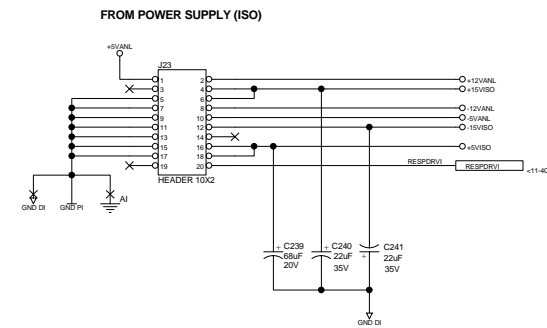 FROM POWER SUPPLY (ISO)
+5VANL
J23
1 2 +12VANL
3 4 +15VISO
5 6
7 8 -12VANL
9 10 -5VANL
11 12 -15VISO
13 14
15 16 +5VISO
17 18
19 20 RESPDRVI RESPDRVI <11-40
HEADER 10X2
GND DI GND PI AI
+ C239 + C240 C241
68uF 22uF + 22uF
20V 35V 35V
GND DI